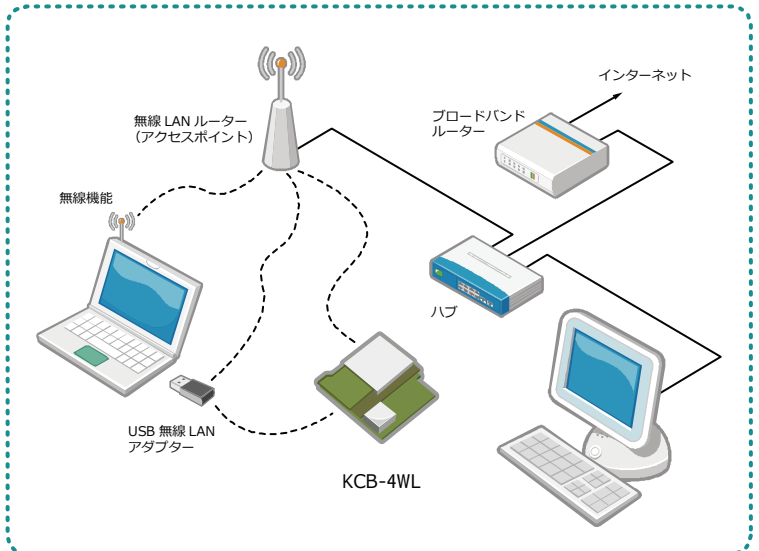 インターネット
無線 LAN ルーター
（アクセスポイント）
ブロードバンド
ルーター
無線機能
ハブ
USB 無線 LAN
アダプター
KCB-4WL